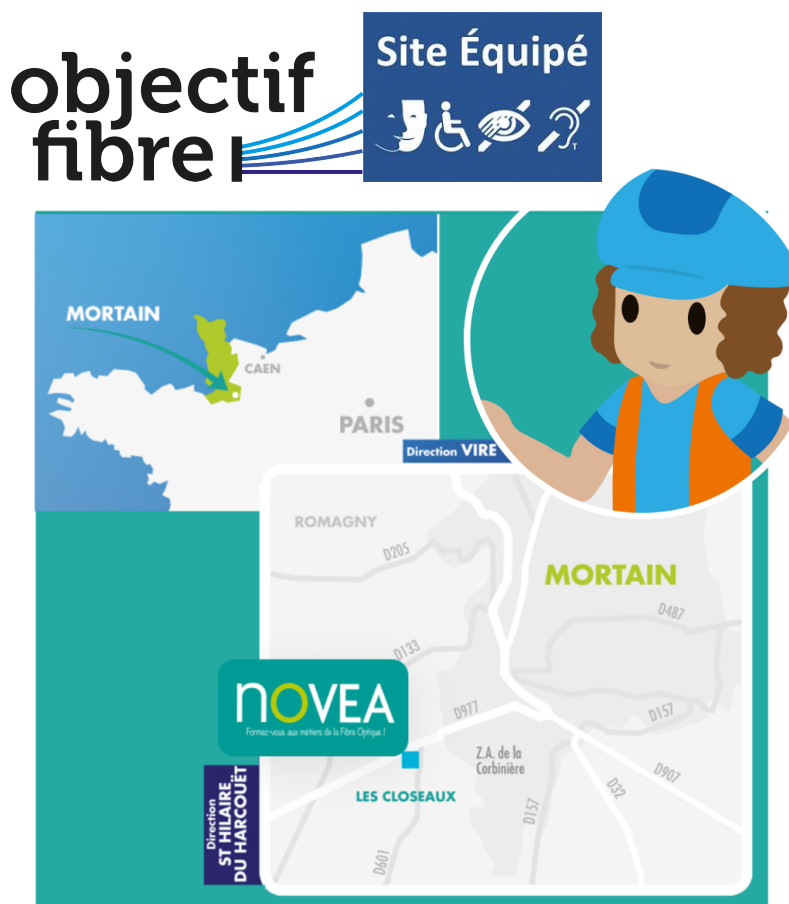 objectif
fibre
Site Équipé
T
MORTAIN
CAEN
PARIS
Direction VIRE
ROMAGNY
D205
MORTAIN
D487
D133
NOVEA
Formez-vous aux métiers de la Fibre Optique !
D977
D157
Z.A. de la
Corbinière
D907
D32
LES CLOSEAUX
D157
D601
Direction
ST HILAIRE
DU HARCOUËT